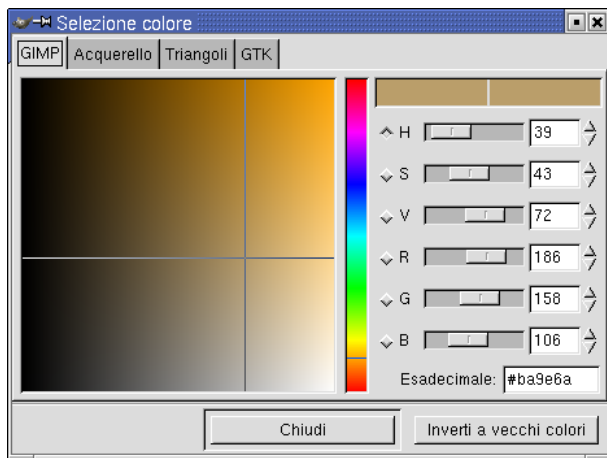 Selezione colore
GIMP Acquerello Triangoli GTK
H 39
S 43
V 72
R 186
G 158
B 106
Esadecimale: #ba9e6a
Chiudi Inverti a vecchi colori